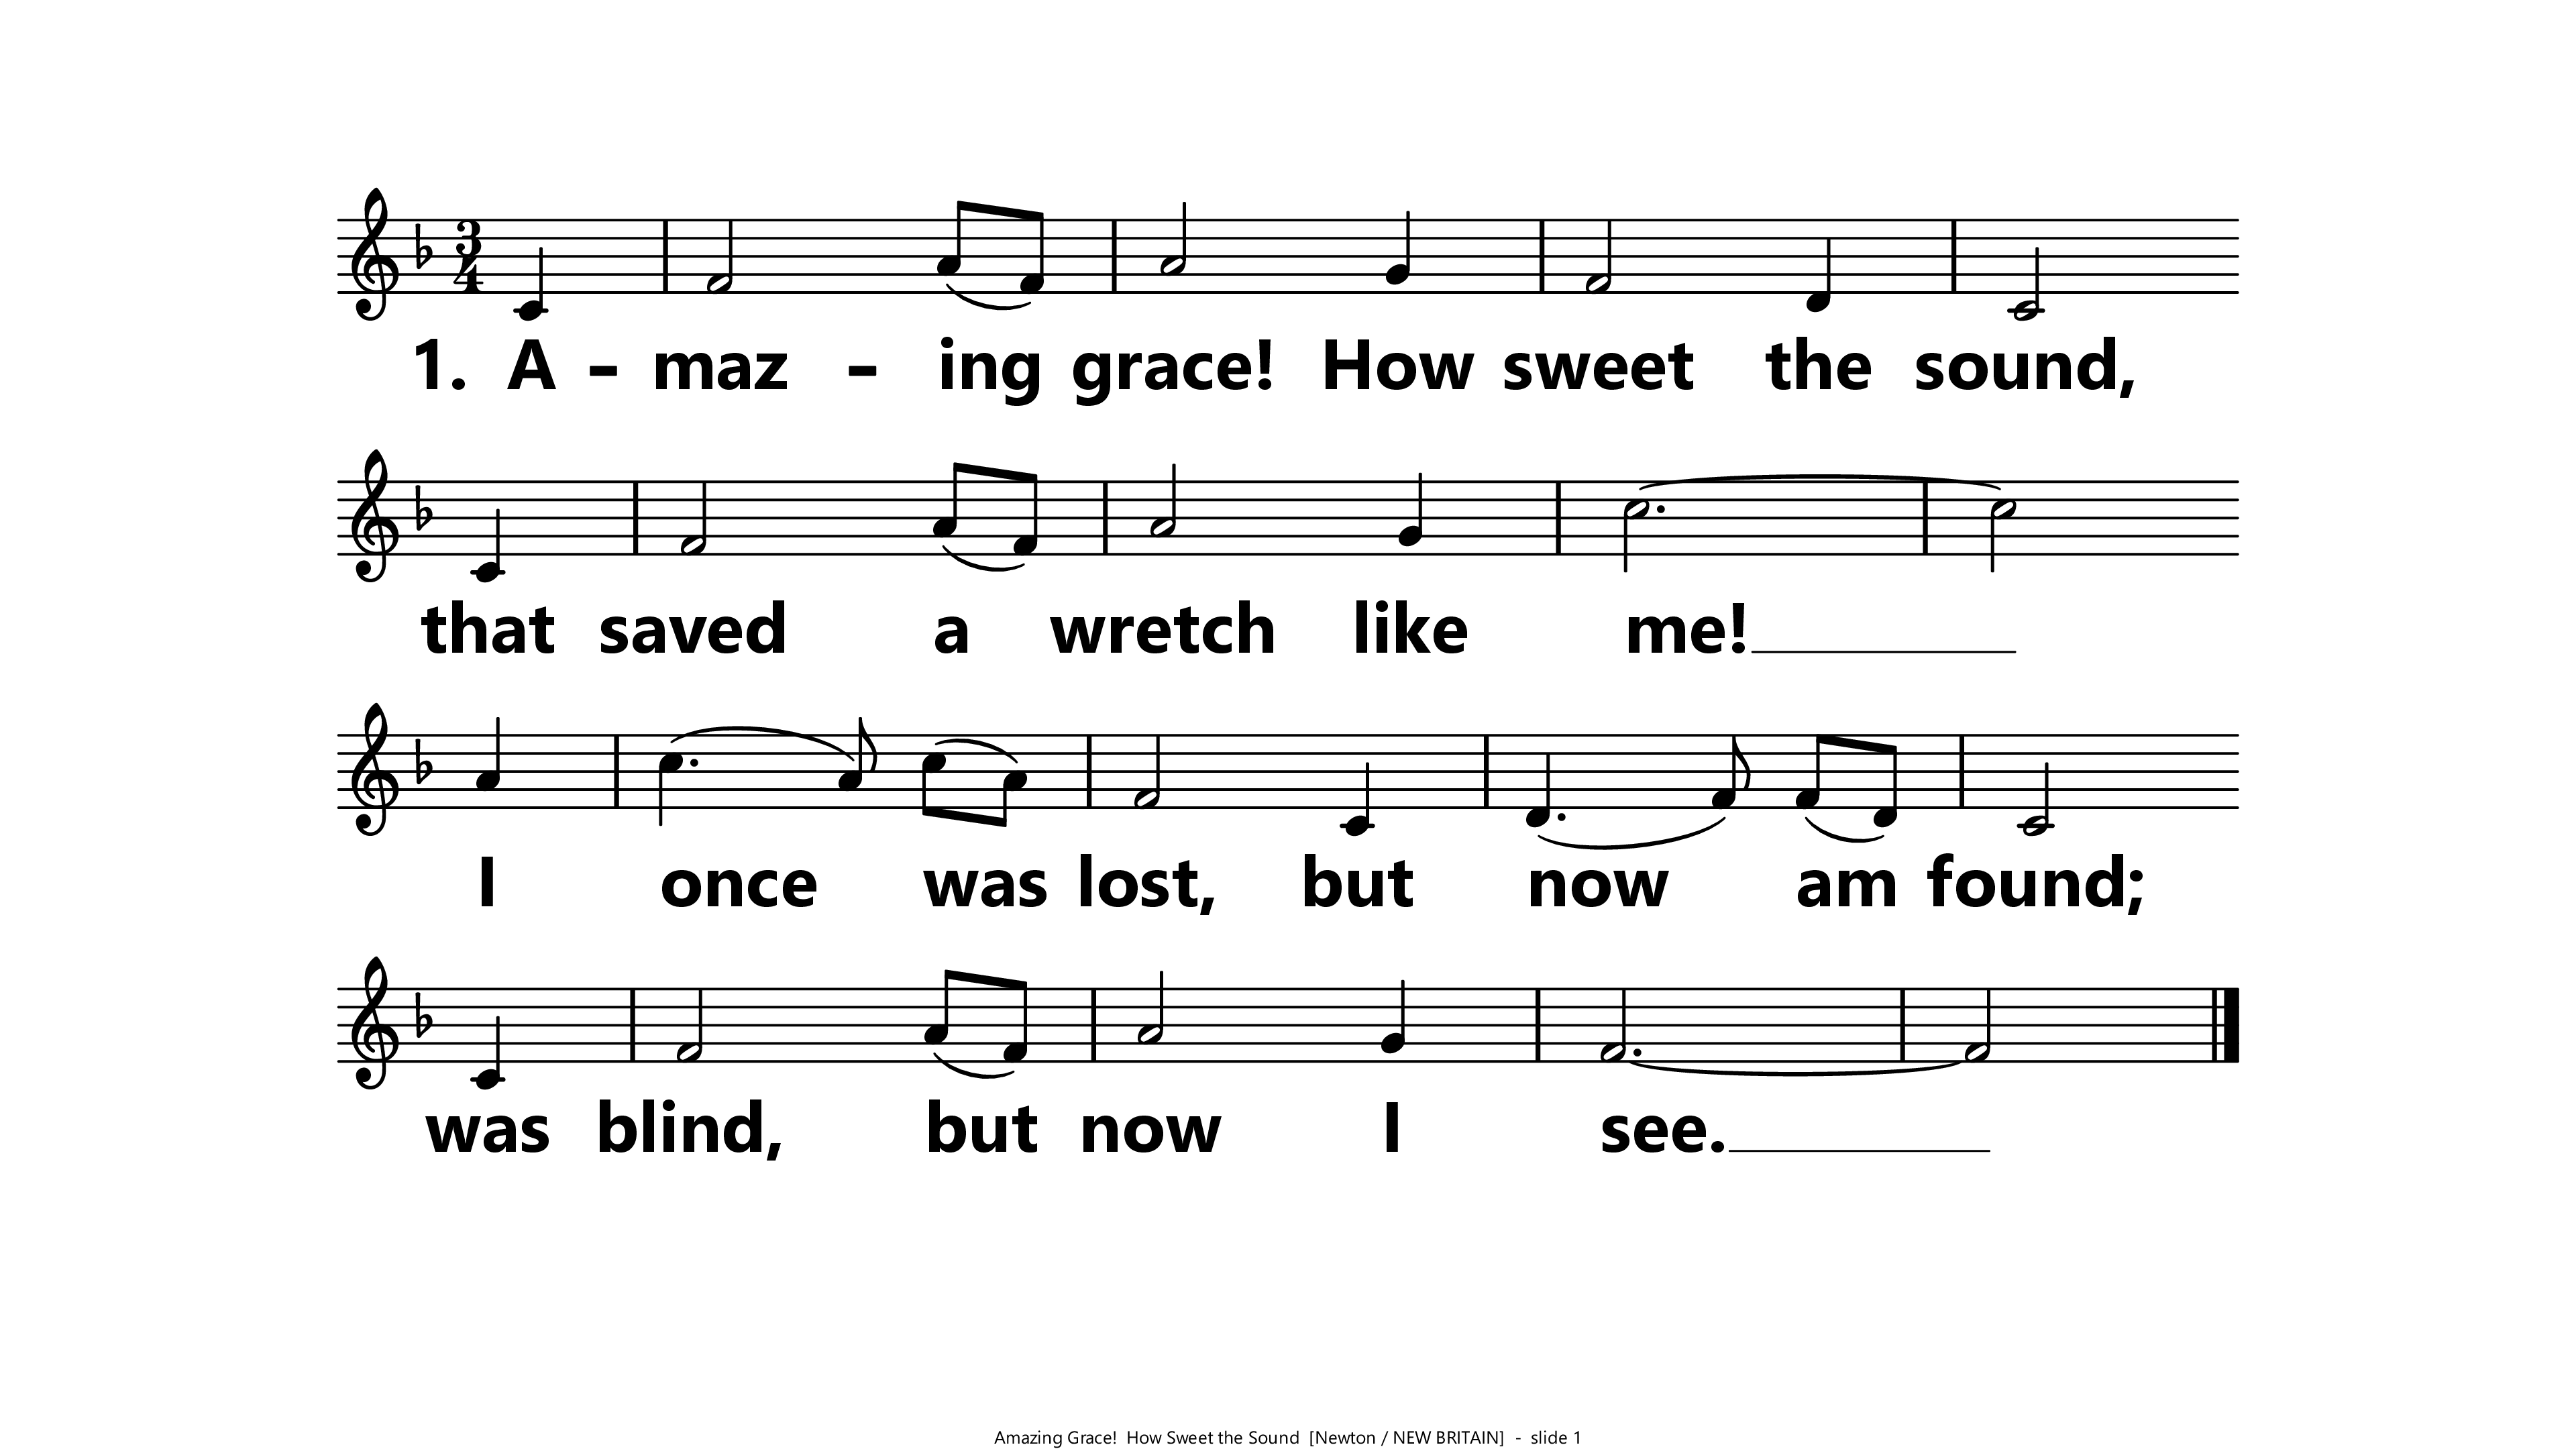 1. A - maz - ing grace! How sweet the sound,
that saved a wretch like me!
I once was lost, but now am found;
was blind, but now I see.
Amazing Grace! How Sweet the Sound [Newton / NEW BRITAIN] - slide 1